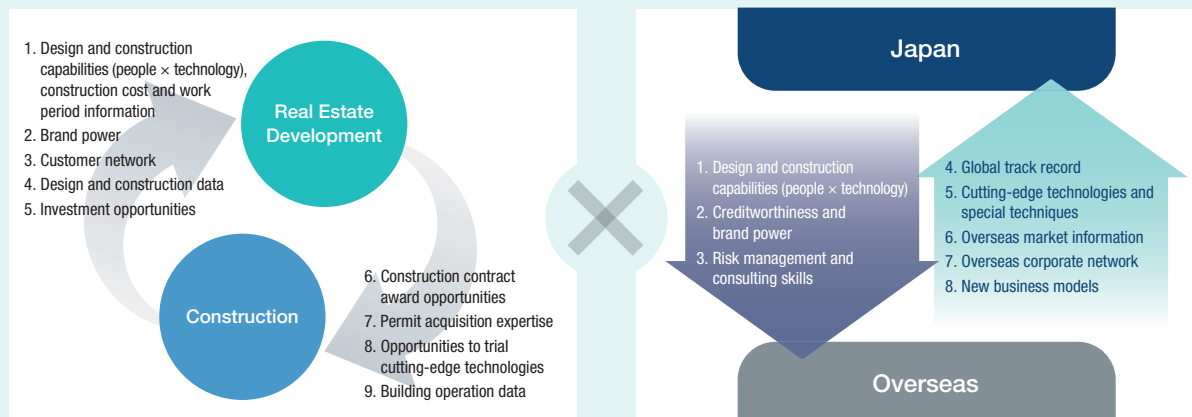 1. Design and construction
capabilities (people × technology),
construction cost and work
period information
2. Brand power
3. Customer network
4. Design and construction data
5. Investment opportunities
Real Estate
Development
Construction
6. Construction contract
award opportunities
7. Permit acquisition expertise
8. Opportunities to trial
cutting-edge technologies
9. Building operation data
Japan
1. Design and construction
capabilities (people × technology)
2. Creditworthiness and
brand power
3. Risk management and
consulting skills
4. Global track record
5. Cutting-edge technologies and
special techniques
6. Overseas market information
7. Overseas corporate network
8. New business models
Overseas